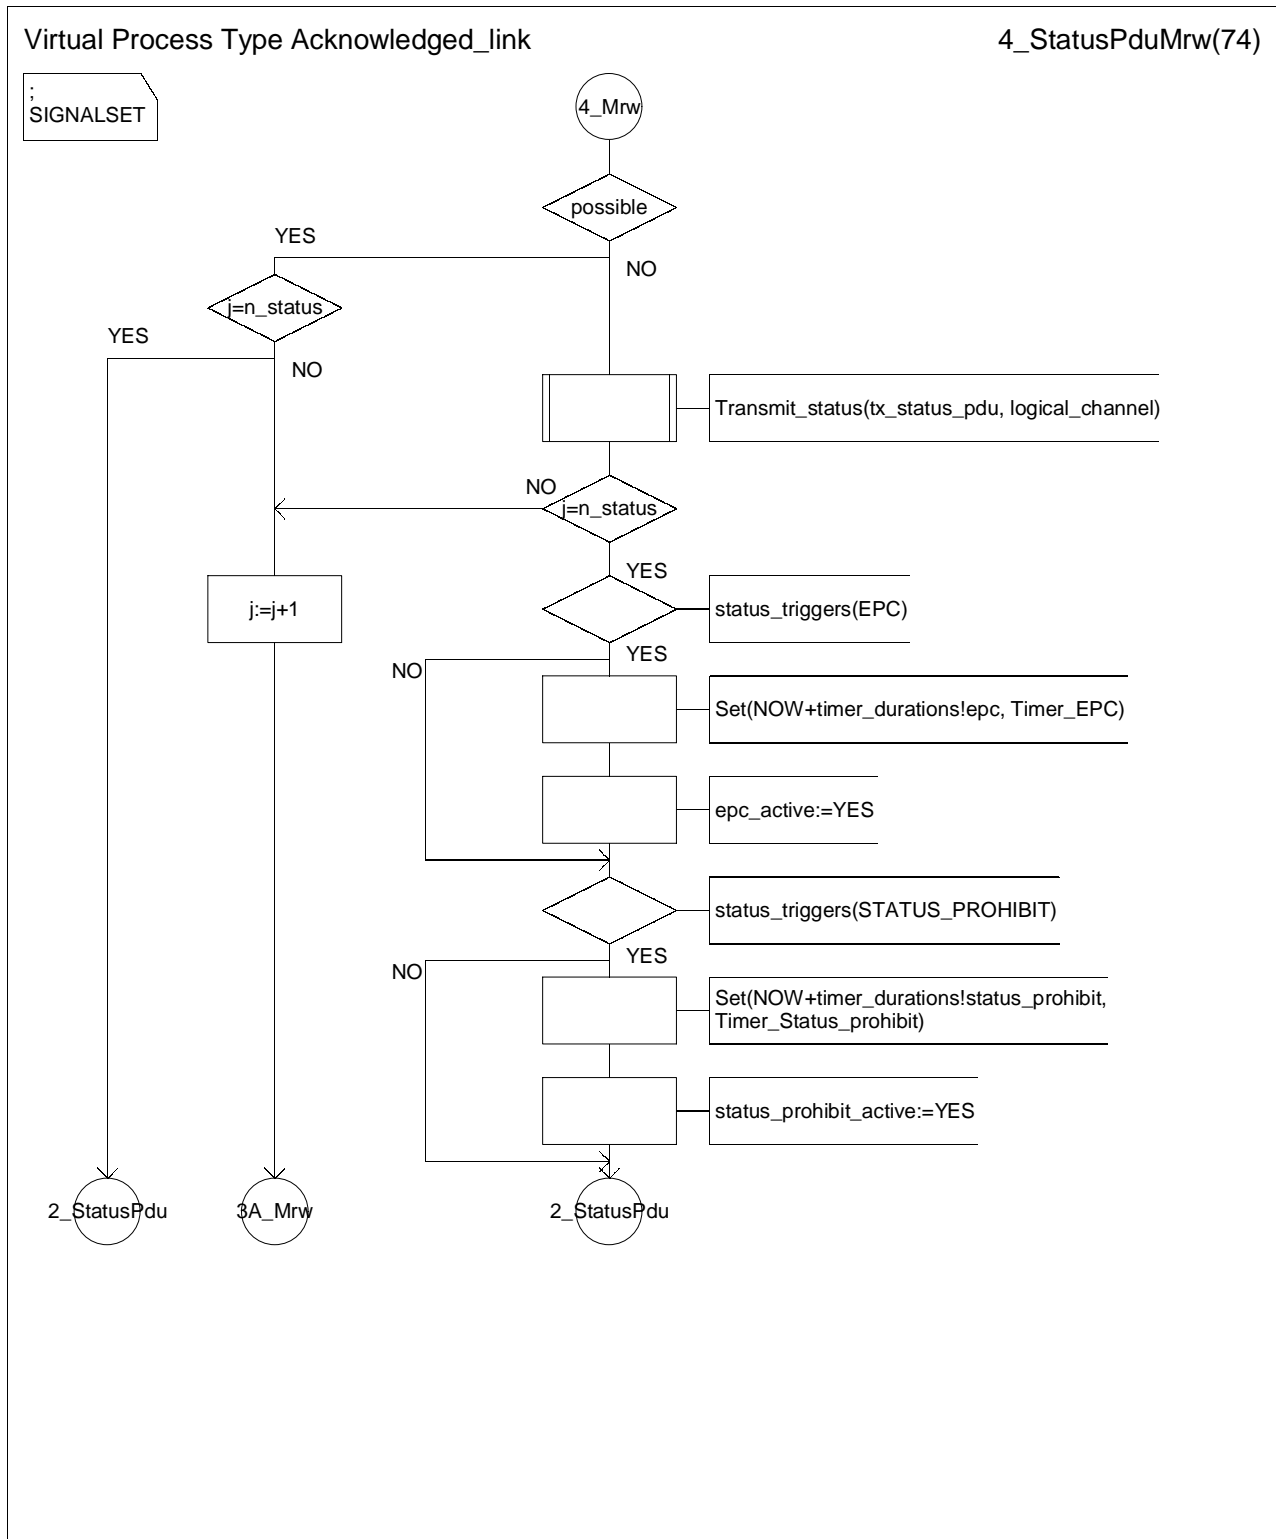 Virtual Process Type Acknowledged_link
4_StatusPduMrw(74)
;
SIGNALSET
4_Mrw
possible
YES
NO
j=n_status
YES
NO
Transmit_status(tx_status_pdu, logical_channel)
NO
j=n_status
YES
j:=j+1
status_triggers(EPC)
YES
NO
Set(NOW+timer_durations!epc, Timer_EPC)
epc_active:=YES
status_triggers(STATUS_PROHIBIT)
YES
NO
Set(NOW+timer_durations!status_prohibit,
Timer_Status_prohibit)
status_prohibit_active:=YES
2_StatusPdu
3A_Mrw
2_StatusPdu